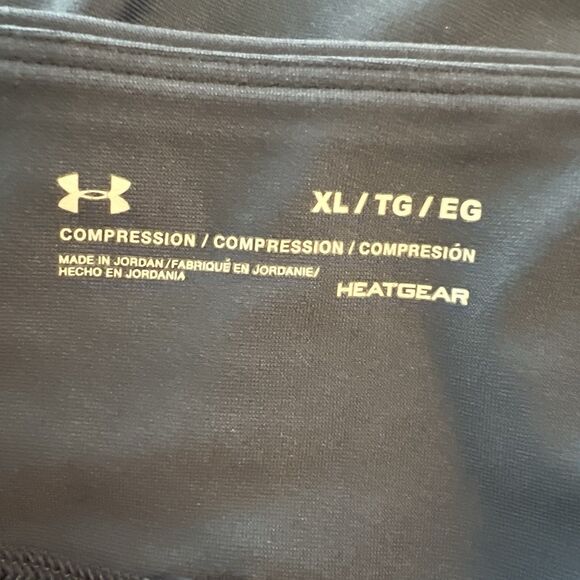 XL / TG / EG
COMPRESSION / COMPRESSION / COMPRESIÓN
MADE IN JORDAN / FABRIQUÉ EN JORDANIE /
HECHO EN JORDANIA
HEATGEAR